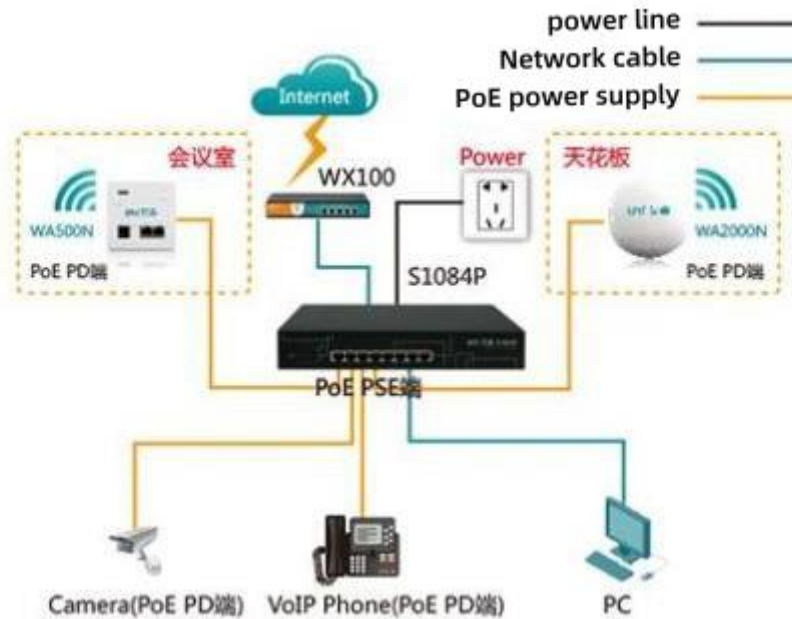 power line
Network cable
PoE power supply
Internet
会议室
WX100
Power
天花板
WA500N
WA2000N
PoE PD端
PoE PD端
S1084P
PoE PSE端
Camera(PoE PD端)
VoIP Phone(PoE PD端)
PC